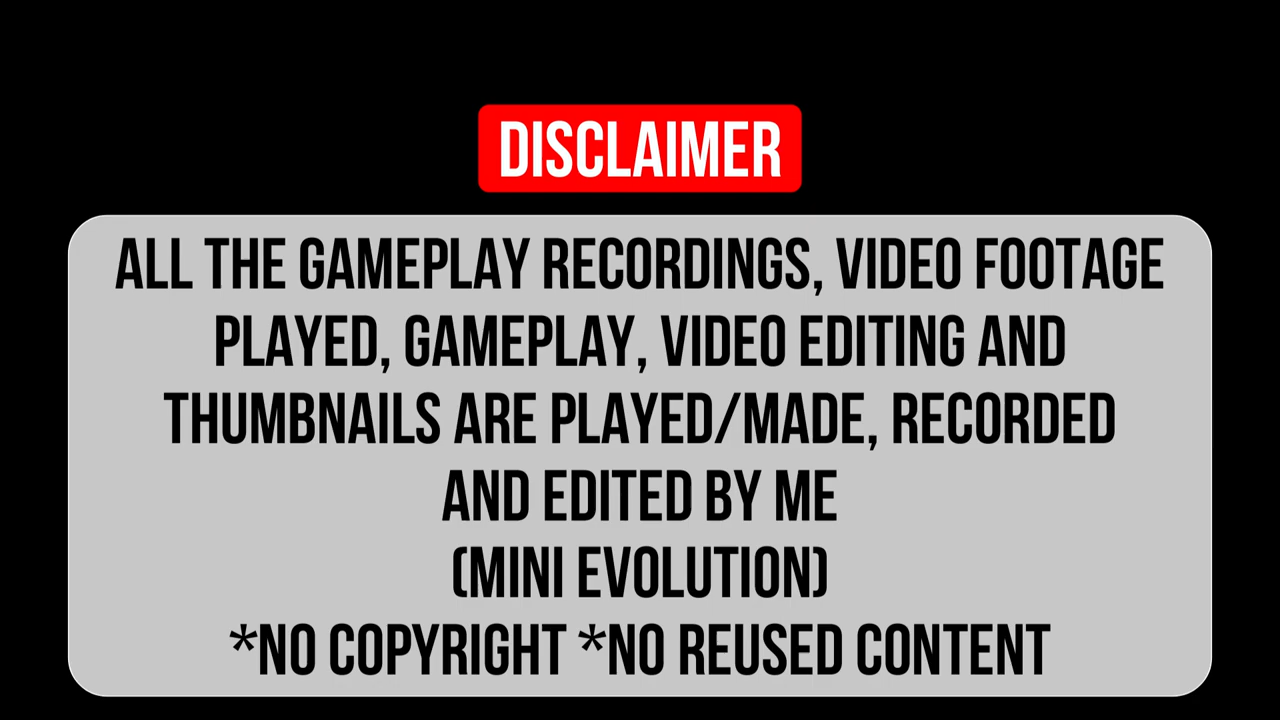 DISCLAIMER
ALL THE GAMEPLAY RECORDINGS, VIDEO FOOTAGE
PLAYED, GAMEPLAY, VIDEO EDITING AND
THUMBNAILS ARE PLAYED/MADE, RECORDED
AND EDITED BY ME
(MINI EVOLUTION)
*NO COPYRIGHT *NO REUSED CONTENT